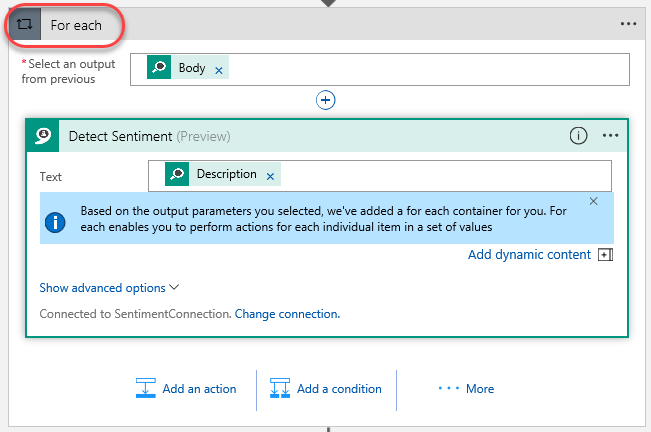 For each
*Select an output
from previous
Body ×
Detect Sentiment (Preview)
Text
Description ×
Based on the output parameters you selected, we've added a for each container for you. For
each enables you to perform actions for each individual item in a set of values
Add dynamic content
Show advanced options
Connected to SentimentConnection. Change connection.
Add an action
Add a condition
More